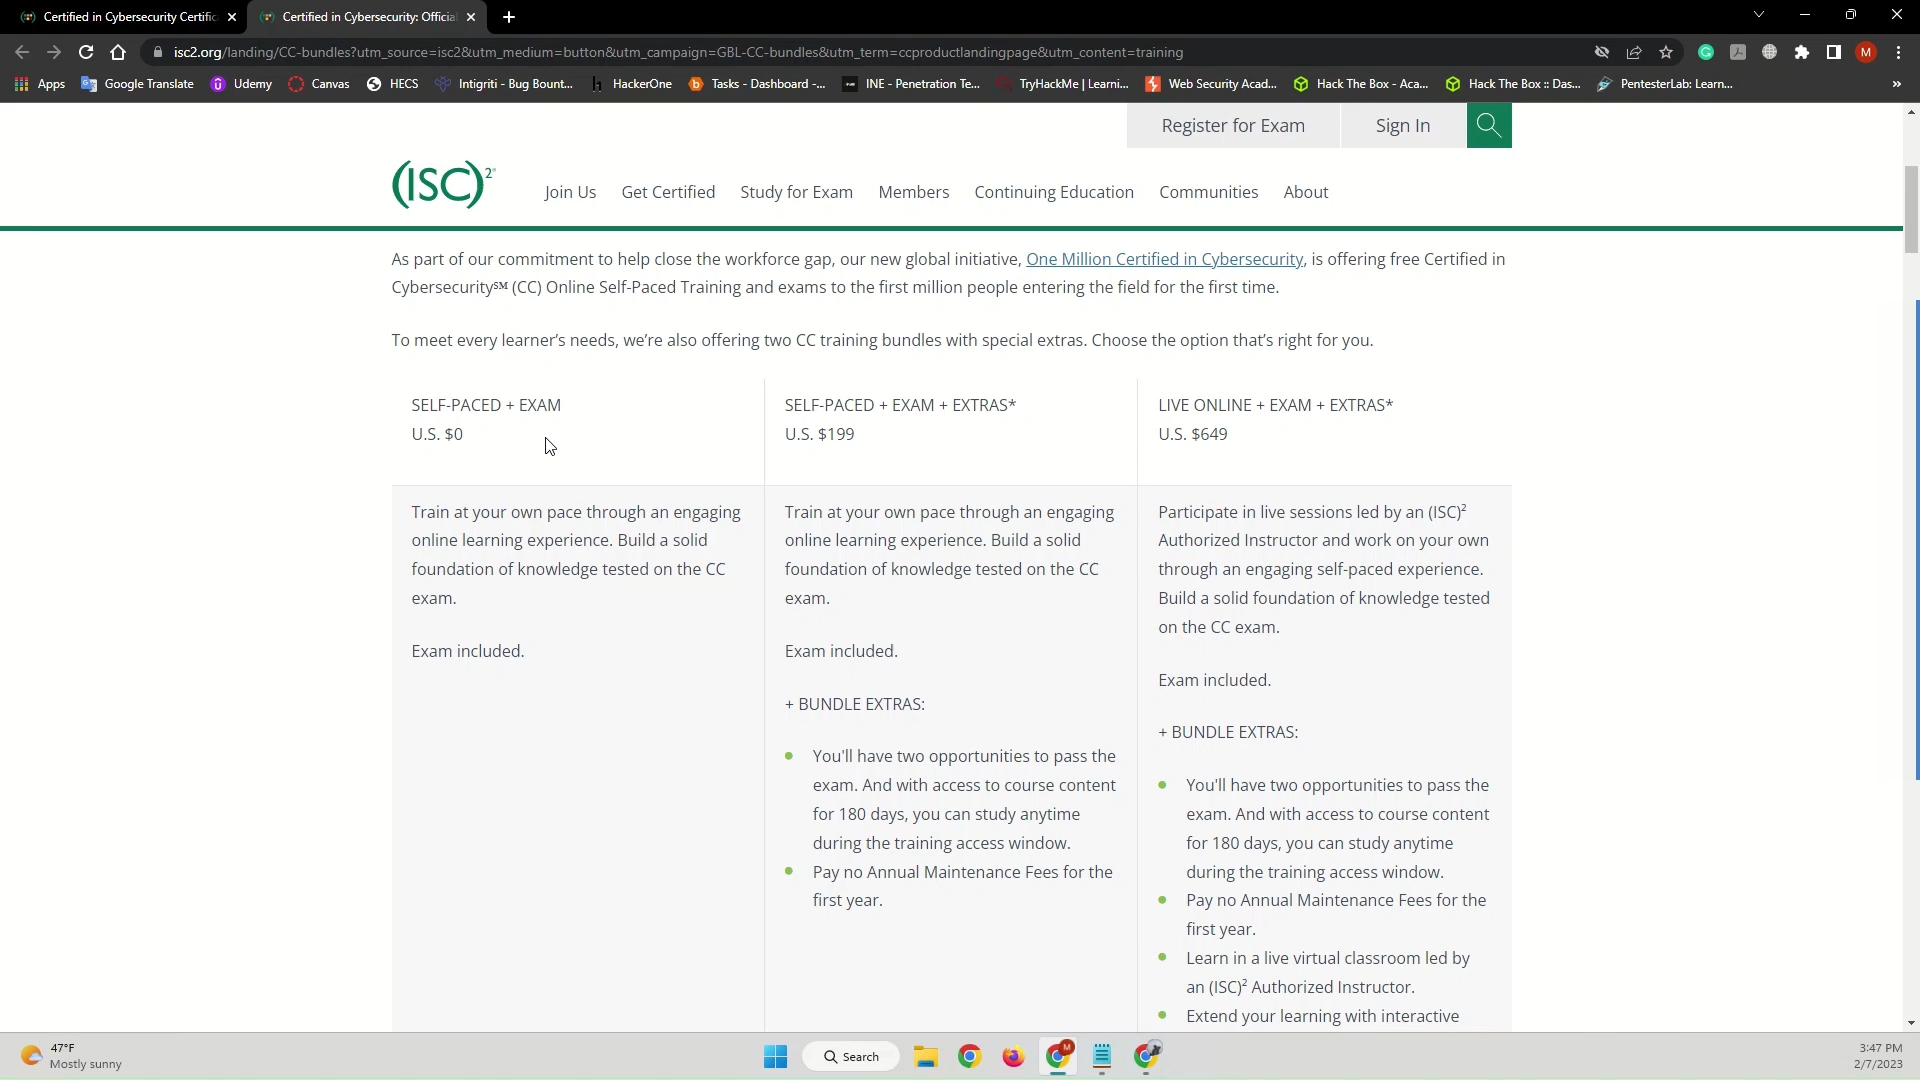 Certified in Cybersecurity Certific
Certified in Cybersecurity: Official
isc2.org/landing/CC-bundles?utm_source=isc2&utm_medium=button&utm_campaign=GBL-CC-bundles&utm_term=ccproductlandingpage&utm_content=training
M
Apps Google Translate Udemy Canvas HECS Intigriti - Bug Bount... HackerOne Tasks - Dashboard -... INE - Penetration Te... TryHackMe | Learni... Web Security Acad... Hack The Box - Aca... Hack The Box :: Das... PentesterLab: Learn... »
Register for Exam Sign In
(ISC)²®
Join Us Get Certified Study for Exam Members Continuing Education Communities About
As part of our commitment to help close the workforce gap, our new global initiative, One Million Certified in Cybersecurity, is offering free Certified in
Cybersecurity℠ (CC) Online Self-Paced Training and exams to the first million people entering the field for the first time.
To meet every learner's needs, we're also offering two CC training bundles with special extras. Choose the option that's right for you.
SELF-PACED + EXAM
U.S. $0
Train at your own pace through an engaging
online learning experience. Build a solid
foundation of knowledge tested on the CC
exam.
Exam included.
SELF-PACED + EXAM + EXTRAS*
U.S. $199
Train at your own pace through an engaging
online learning experience. Build a solid
foundation of knowledge tested on the CC
exam.
Exam included.
+ BUNDLE EXTRAS:
You'll have two opportunities to pass the
exam. And with access to course content
for 180 days, you can study anytime
during the training access window.
Pay no Annual Maintenance Fees for the
first year.
LIVE ONLINE + EXAM + EXTRAS*
U.S. $649
Participate in live sessions led by an (ISC)²
Authorized Instructor and work on your own
through an engaging self-paced experience.
Build a solid foundation of knowledge tested
on the CC exam.
Exam included.
+ BUNDLE EXTRAS:
You'll have two opportunities to pass the
exam. And with access to course content
for 180 days, you can study anytime
during the training access window.
Pay no Annual Maintenance Fees for the
first year.
Learn in a live virtual classroom led by
an (ISC)² Authorized Instructor.
Extend your learning with interactive
47°F
Mostly sunny
Search
M
3:47 PM
2/7/2023